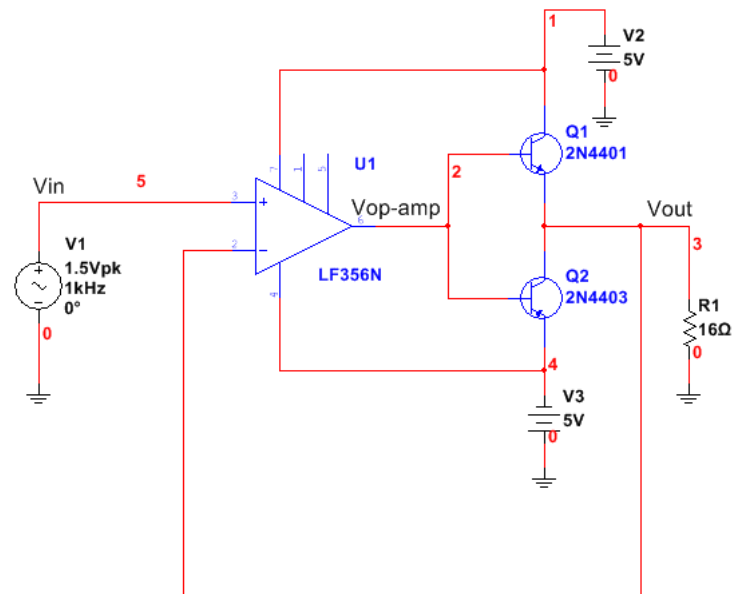 1
V2
5V
0
Q1
2N4401
U1
7
1
5
2
Vin
5
3
+
Vop-amp
6
Vout
3
V1
1.5Vpk
1kHz
0°
+
2
−
LF356N
4
Q2
2N4403
R1
16Ω
0
0
4
V3
5V
0